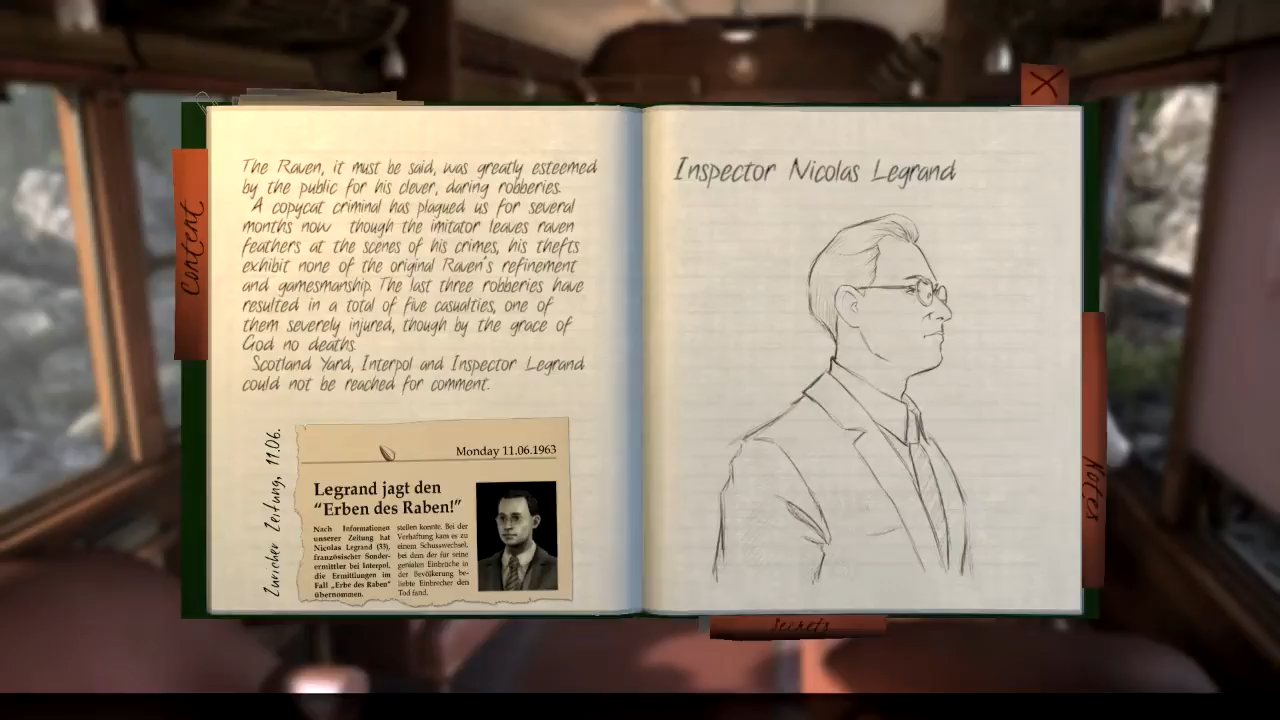 The Raven, it must be said, was greatly esteemed
by the public for his clever, daring robberies.
A copycat criminal has plagued us for several
months now though the imitator leaves raven
feathers at the scenes of his crimes, his thefts
exhibit none of the original Raven's refinement
and gamesmanship. The last three robberies have
resulted in a total of five casualties, one of
them severely injured, though by the grace of
God no deaths.
Scotland Yard, Interpol and Inspector Legrand
could not be reached for comment.
Content
Züricher Zeitung, 11.06.
Monday 11.06.1963
Legrand jagt den
“Erben des Raben!”
Nach Informationen
unserer Zeitung hat
Nicolas Legrand (33),
französischer Sonder-
ermittler bei Interpol,
die Ermittlungen im
Fall „Erbe des Raben“
übernommen.
stellen konnte. Bei der
Verhaftung kam es zu
einem Schusswechsel,
bei dem der für seine
genialen Einbrüche in
der Bevölkerung be-
liebte Einbrecher den
Tod fand.
Inspector Nicolas Legrand
X
Notes
Secrets